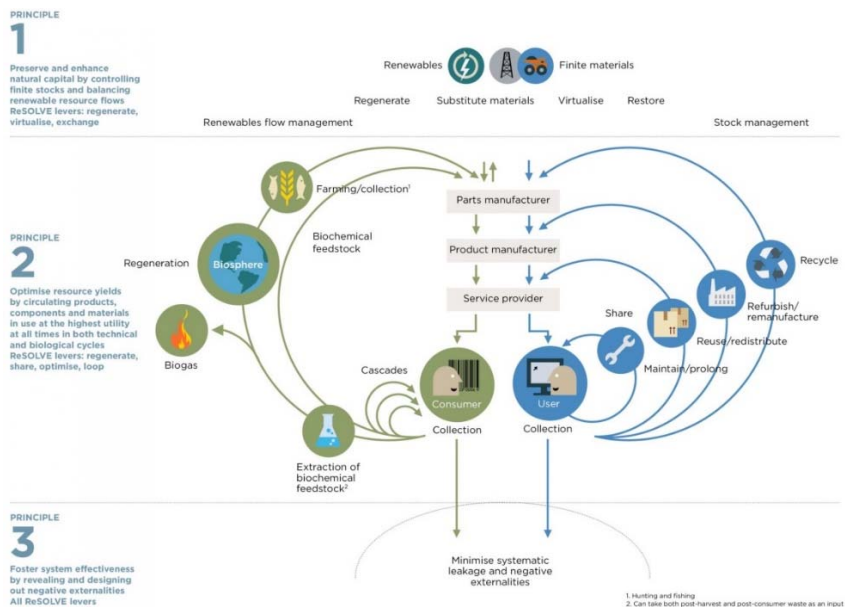 PRINCIPLE
1
Preserve and enhance
natural capital by controlling
finite stocks and balancing
renewable resource flows
ReSOLVE levers: regenerate,
virtualise, exchange
Renewables
Finite materials
Regenerate
Substitute materials
Virtualise
Restore
Renewables flow management
Stock management
PRINCIPLE
2
Optimise resource yields
by circulating products,
components and materials
in use at the highest utility
at all times in both technical
and biological cycles
ReSOLVE levers: regenerate,
share, optimise, loop
Farming/collection¹
Biochemical
feedstock
Regeneration
Biosphere
Biogas
Cascades
Extraction of
biochemical
feedstock²
Parts manufacturer
Product manufacturer
Service provider
Consumer
Collection
User
Collection
Share
Maintain/prolong
Reuse/redistribute
Refurbish/
remanufacture
Recycle
PRINCIPLE
3
Foster system effectiveness
by revealing and designing
out negative externalities
All ReSOLVE levers
Minimise systematic
leakage and negative
externalities
1. Hunting and fishing
2. Can take both post-harvest and post-consumer waste as an input